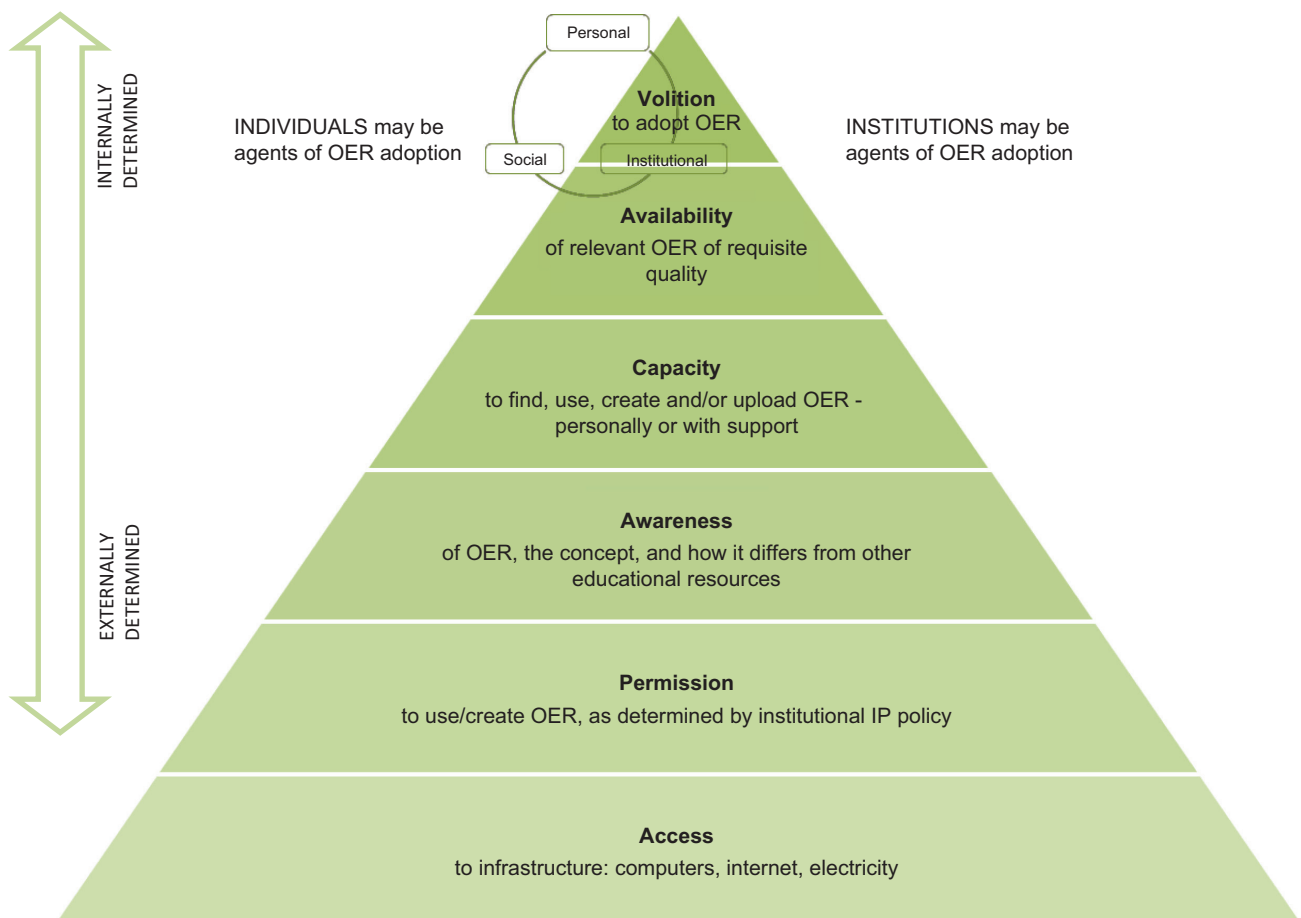 Personal
INTERNALLY
DETERMINED
INDIVIDUALS may be
agents of OER adoption
Volition
to adopt OER
INSTITUTIONS may be
agents of OER adoption
Social
Institutional
Availability
of relevant OER of requisite
quality
Capacity
to find, use, create and/or upload OER -
personally or with support
EXTERNALLY
DETERMINED
Awareness
of OER, the concept, and how it differs from other
educational resources
Permission
to use/create OER, as determined by institutional IP policy
Access
to infrastructure: computers, internet, electricity